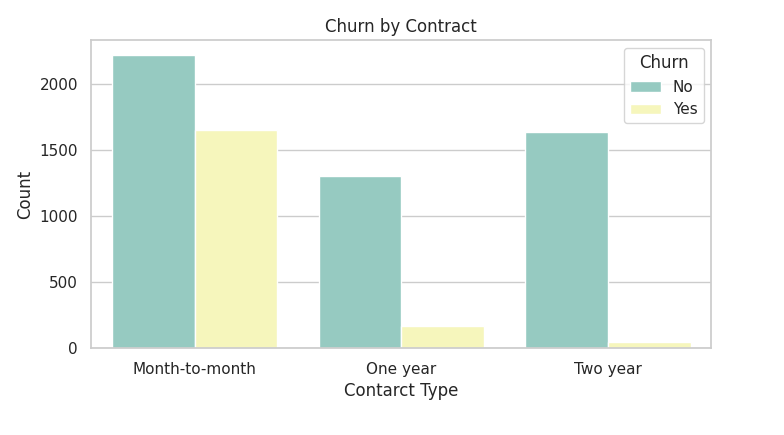 Churn by Contract
Churn
No
Yes
Count
2000
1500
1000
500
0
Month-to-month
One year
Two year
Contarct Type